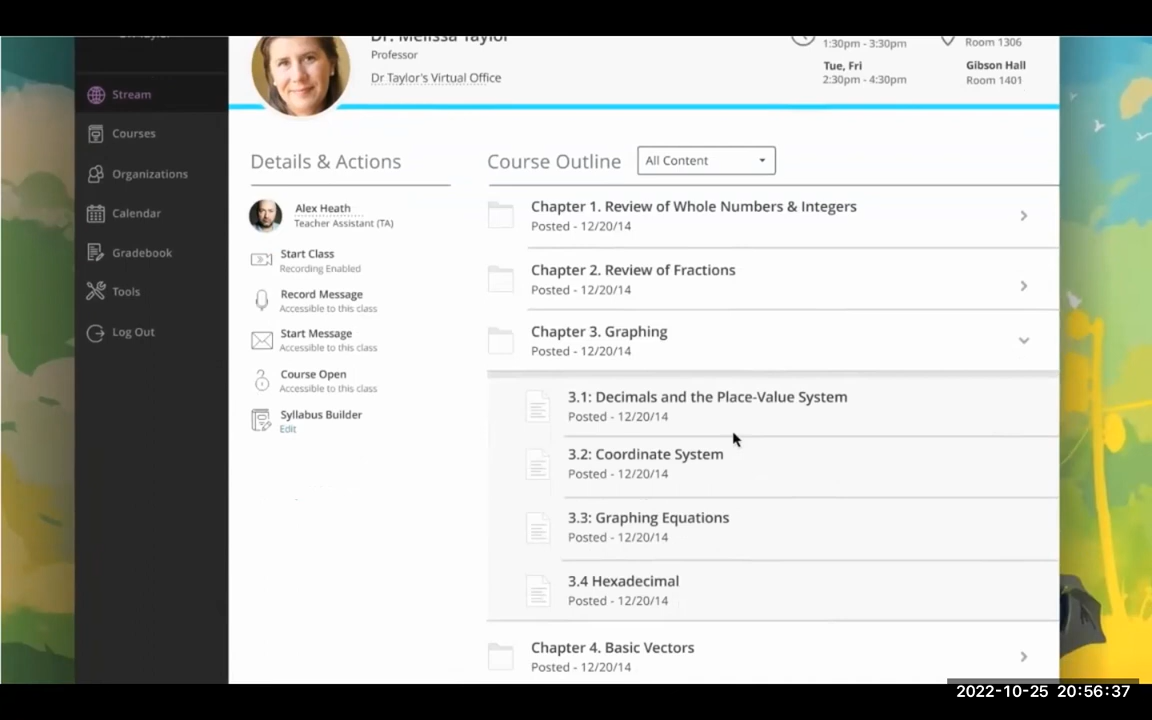 Dr. Melissa Taylor
Professor
Dr Taylor's Virtual Office
1:30pm - 3:30pm
Room 1306
Tue, Fri
Gibson Hall
2:30pm - 4:30pm
Room 1401
Stream
Courses
Organizations
Calendar
Gradebook
Tools
Log Out
Details & Actions
Alex Heath
Teacher Assistant (TA)
Start Class
Recording Enabled
Record Message
Accessible to this class
Start Message
Accessible to this class
Course Open
Accessible to this class
Syllabus Builder
Edit
Course Outline
All Content
Chapter 1. Review of Whole Numbers & Integers
Posted - 12/20/14
Chapter 2. Review of Fractions
Posted - 12/20/14
Chapter 3. Graphing
Posted - 12/20/14
3.1: Decimals and the Place-Value System
Posted - 12/20/14
3.2: Coordinate System
Posted - 12/20/14
3.3: Graphing Equations
Posted - 12/20/14
3.4 Hexadecimal
Posted - 12/20/14
Chapter 4. Basic Vectors
Posted - 12/20/14
2022-10-25 20:56:37